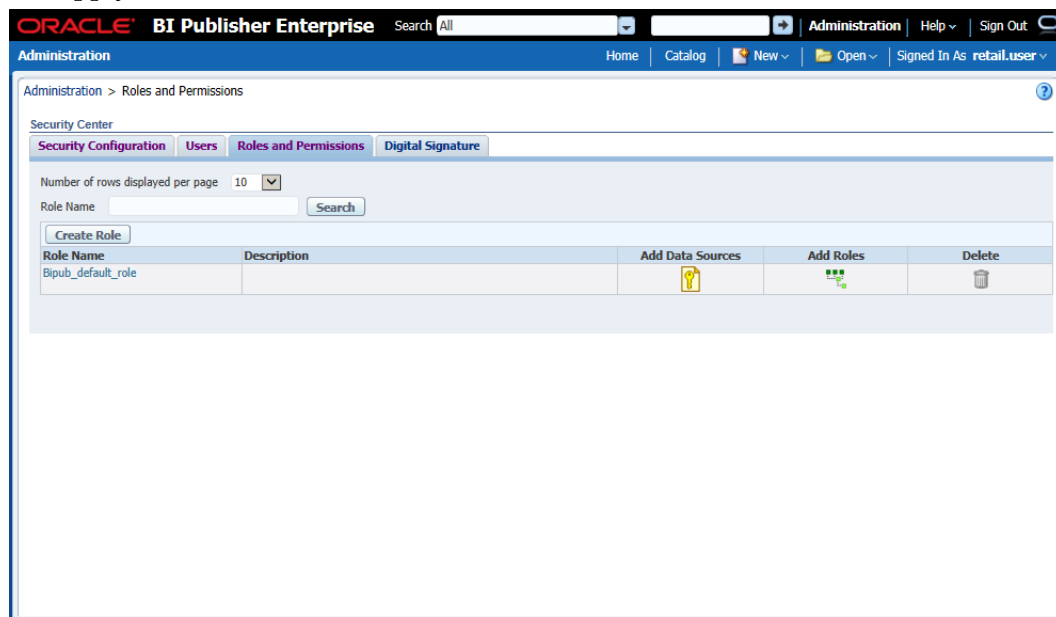 ORACLE BI Publisher Enterprise Search All Administration Help Sign Out
Administration Home Catalog New Open Signed In As retail.user
Administration > Roles and Permissions
Security Center
Security Configuration Users Roles and Permissions Digital Signature
Number of rows displayed per page 10
Role Name Search
Create Role
Role Name Description Add Data Sources Add Roles Delete
Bipub_default_role